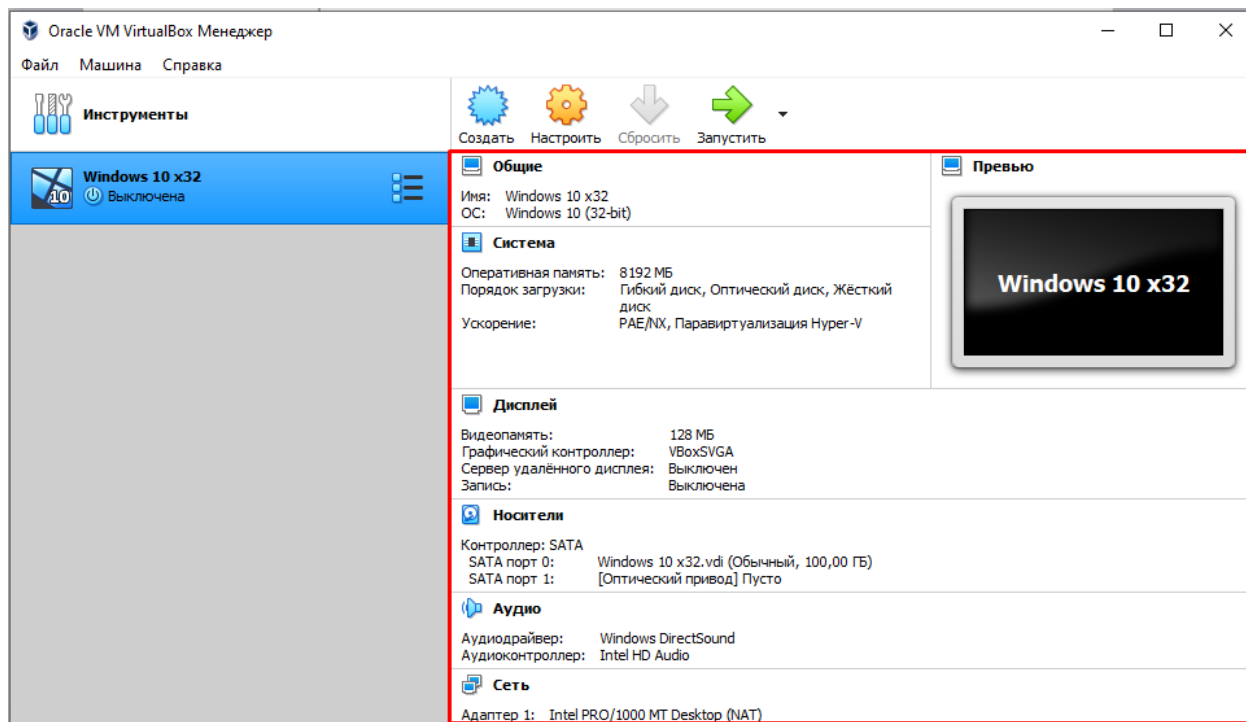 Oracle VM VirtualBox Менеджер
Файл Машина Справка
Инструменты
Создать Настроить Сбросить Запустить
Windows 10 x32
Выключена
10
Общие
Имя: Windows 10 x32
ОС: Windows 10 (32-bit)
Превью
Windows 10 x32
Система
Оперативная память: 8192 МБ
Порядок загрузки: Гибкий диск, Оптический диск, Жёсткий
диск
Ускорение: PAE/NX, Паравиртуализация Hyper-V
Дисплей
Видеопамять: 128 МБ
Графический контроллер: VBoxSVGA
Сервер удалённого дисплея: Выключен
Запись: Выключена
Носители
Контроллер: SATA
SATA порт 0: Windows 10 x32.vdi (Обычный, 100,00 ГБ)
SATA порт 1: [Оптический привод] Пусто
Аудио
Аудиодрайвер: Windows DirectSound
Аудиоконтроллер: Intel HD Audio
Сеть
Адаптер 1: Intel PRO/1000 MT Desktop (NAT)